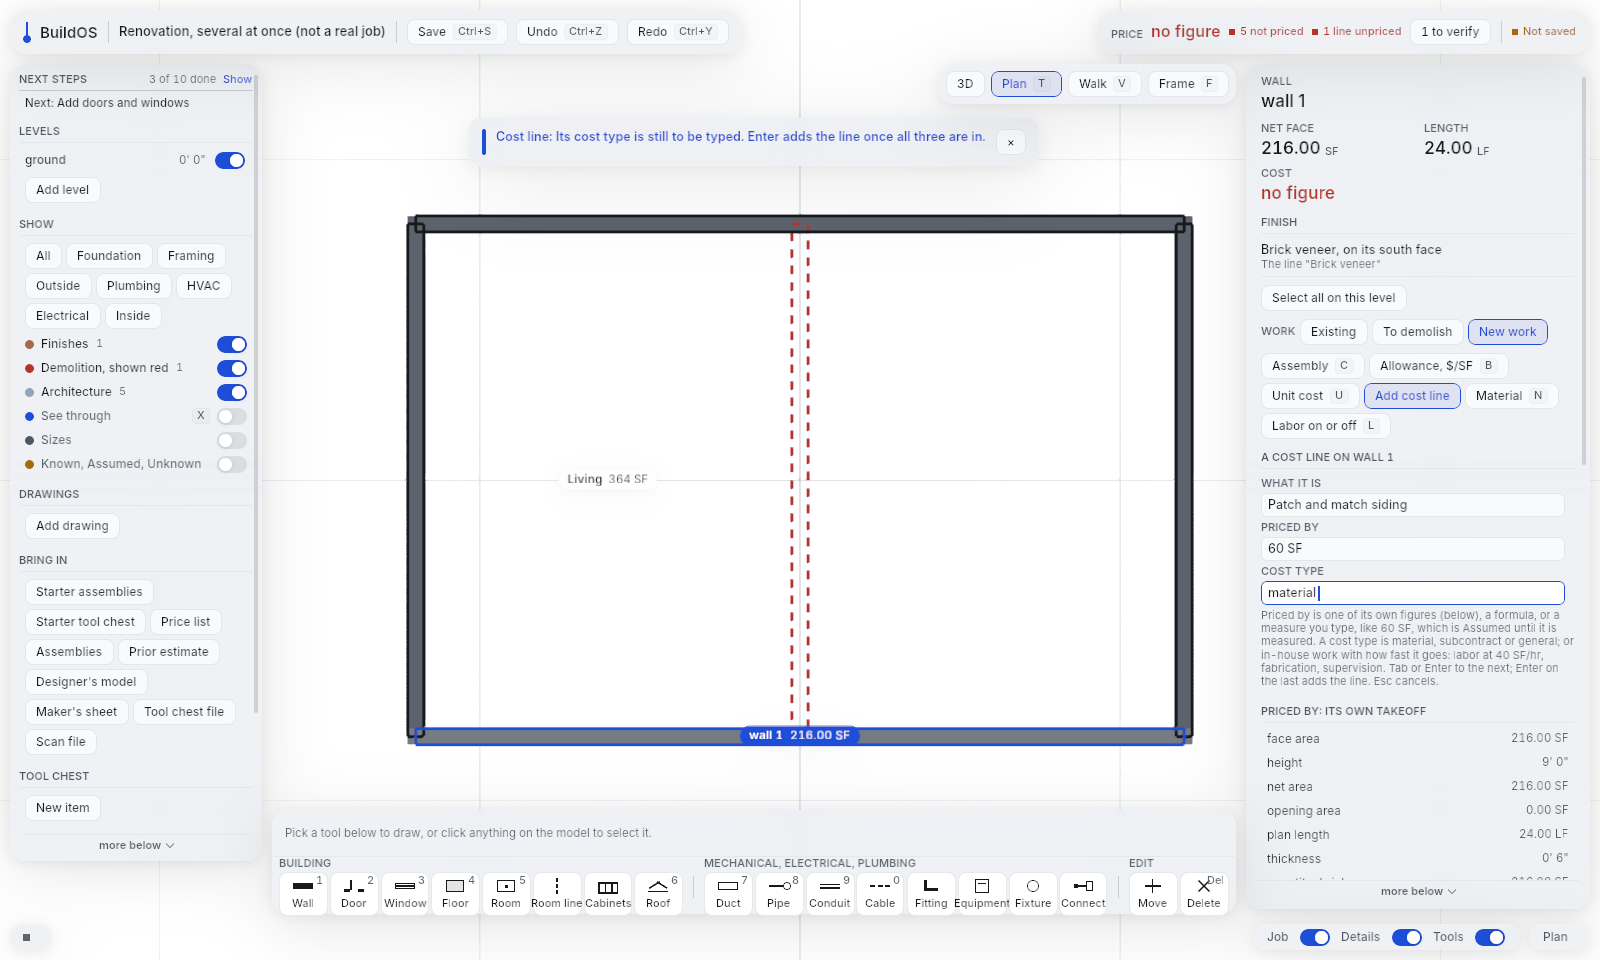 BuildOS
Renovation, several at once (not a real job)
Save Ctrl+S
Undo Ctrl+Z
Redo Ctrl+Y
PRICE no figure
5 not priced
1 line unpriced
1 to verify
Not saved
NEXT STEPS
3 of 10 done Show
Next: Add doors and windows
LEVELS
ground 0' 0"
Add level
SHOW
All
Foundation
Framing
Outside
Plumbing
HVAC
Electrical
Inside
Finishes 1
Demolition, shown red 1
Architecture 5
See through X
Sizes
Known, Assumed, Unknown
DRAWINGS
Add drawing
BRING IN
Starter assemblies
Starter tool chest
Price list
Assemblies
Prior estimate
Designer's model
Maker's sheet
Tool chest file
Scan file
TOOL CHEST
New item
more below
3D
Plan T
Walk V
Frame F
Cost line: Its cost type is still to be typed. Enter adds the line once all three are in.
×
Living 364 SF
wall 1 216.00 SF
Pick a tool below to draw, or click anything on the model to select it.
BUILDING
Wall 1
Door 2
Window 3
Floor 4
Room 5
Room line
Cabinets
Roof 6
MECHANICAL, ELECTRICAL, PLUMBING
Duct 7
Pipe 8
Conduit 9
Cable 0
Fitting
Equipment
Fixture
Connect
EDIT
Move
Delete Del
WALL
wall 1
NET FACE
216.00 SF
LENGTH
24.00 LF
COST
no figure
FINISH
Brick veneer, on its south face
The line "Brick veneer"
Select all on this level
WORK
Existing
To demolish
New work
Assembly C
Allowance, $/SF B
Unit cost U
Add cost line
Material N
Labor on or off L
A COST LINE ON WALL 1
WHAT IT IS
Patch and match siding
PRICED BY
60 SF
COST TYPE
material
Priced by is one of its own figures (below), a formula, or a
measure you type, like 60 SF, which is Assumed until it is
measured. A cost type is material, subcontract or general; or
in-house work with how fast it goes: labor at 40 SF/hr,
fabrication, supervision. Tab or Enter to the next; Enter on
the last adds the line. Esc cancels.
PRICED BY: ITS OWN TAKEOFF
face area 216.00 SF
height 9' 0"
net area 216.00 SF
opening area 0.00 SF
plan length 24.00 LF
thickness 0' 6"
more below
Job
Details
Tools
Plan